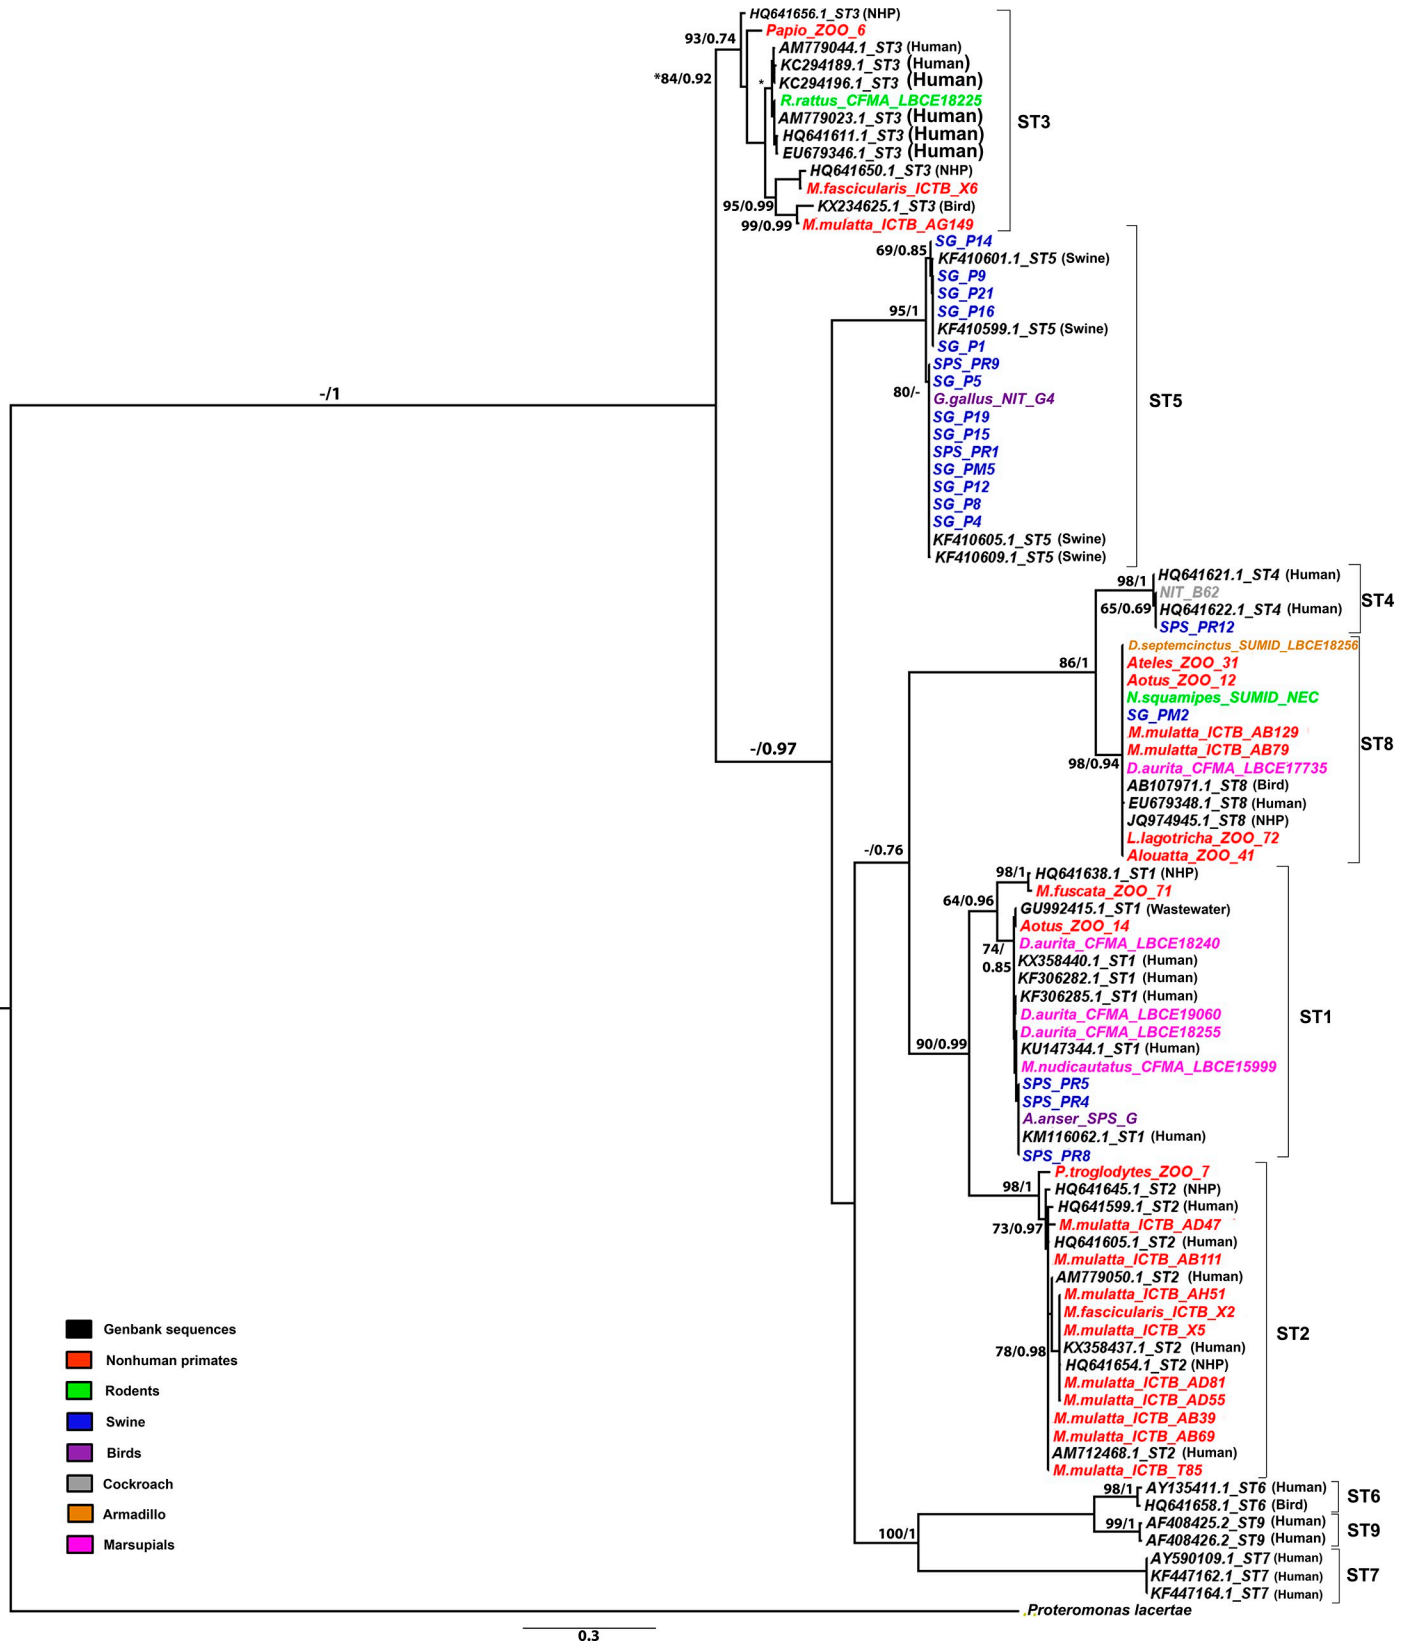 HQ641656.1_ST3 (NHP)
Papio_ZOO_6
93/0.74
AM779044.1_ST3 (Human)
KC294189.1_ST3 (Human)
*84/0.92
*
KC294196.1_ST3 (Human)
R.rattus_CFMA_LBCE18225
AM779023.1_ST3 (Human)
ST3
HQ641611.1_ST3 (Human)
EU679346.1_ST3 (Human)
HQ641650.1_ST3 (NHP)
M.fascicularis_ICTB_X6
95/0.99
KX234625.1_ST3 (Bird)
99/0.99
M.mulatta_ICTB_AG149
SG_P14
69/0.85
KF410601.1_ST5 (Swine)
SG_P9
SG_P21
95/1
SG_P16
KF410599.1_ST5 (Swine)
SG_P1
SPS_PR9
SG_P5
80/-
-/1
G.gallus_NIT_G4
ST5
SG_P19
SG_P15
SPS_PR1
SG_PM5
SG_P12
SG_P8
SG_P4
KF410605.1_ST5 (Swine)
KF410609.1_ST5 (Swine)
HQ641621.1_ST4 (Human)
98/1
NIT_B62
ST4
65/0.69
HQ641622.1_ST4 (Human)
SPS_PR12
D.septemcinctus_SUMID_LBCE18256
86/1
Ateles_ZOO_31
Aotus_ZOO_12
N.squamipes_SUMID_NEC
SG_PM2
M.mulatta_ICTB_AB129
ST8
-/0.97
M.mulatta_ICTB_AB79
98/0.94
D.aurita_CFMA_LBCE17735
AB107971.1_ST8 (Bird)
EU679348.1_ST8 (Human)
JQ974945.1_ST8 (NHP)
L.lagotricha_ZOO_72
-/0.76
Alouatta_ZOO_41
98/1
HQ641638.1_ST1 (NHP)
M.fuscata_ZOO_71
64/0.96
GU992415.1_ST1 (Wastewater)
Aotus_ZOO_14
D.aurita_CFMA_LBCE18240
74/
0.85
KX358440.1_ST1 (Human)
KF306282.1_ST1 (Human)
KF306285.1_ST1 (Human)
D.aurita_CFMA_LBCE19060
ST1
D.aurita_CFMA_LBCE18255
90/0.99
KU147344.1_ST1 (Human)
M.nudicautatus_CFMA_LBCE15999
SPS_PR5
SPS_PR4
A.anser_SPS_G
KM116062.1_ST1 (Human)
SPS_PR8
P.troglodytes_ZOO_7
98/1
HQ641645.1_ST2 (NHP)
HQ641599.1_ST2 (Human)
73/0.97
M.mulatta_ICTB_AD47
HQ641605.1_ST2 (Human)
M.mulatta_ICTB_AB111
AM779050.1_ST2 (Human)
M.mulatta_ICTB_AH51
M.fascicularis_ICTB_X2
M.mulatta_ICTB_X5
ST2
78/0.98
KX358437.1_ST2 (Human)
HQ641654.1_ST2 (NHP)
M.mulatta_ICTB_AD81
M.mulatta_ICTB_AD55
M.mulatta_ICTB_AB39
M.mulatta_ICTB_AB69
AM712468.1_ST2 (Human)
M.mulatta_ICTB_T85
98/1
AY135411.1_ST6 (Human)
ST6
HQ641658.1_ST6 (Bird)
99/1
AF408425.2_ST9 (Human)
ST9
100/1
AF408426.2_ST9 (Human)
AY590109.1_ST7 (Human)
KF447162.1_ST7 (Human)
ST7
KF447164.1_ST7 (Human)
Proteromonas lacertae
0.3
Genbank sequences
Nonhuman primates
Rodents
Swine
Birds
Cockroach
Armadillo
Marsupials